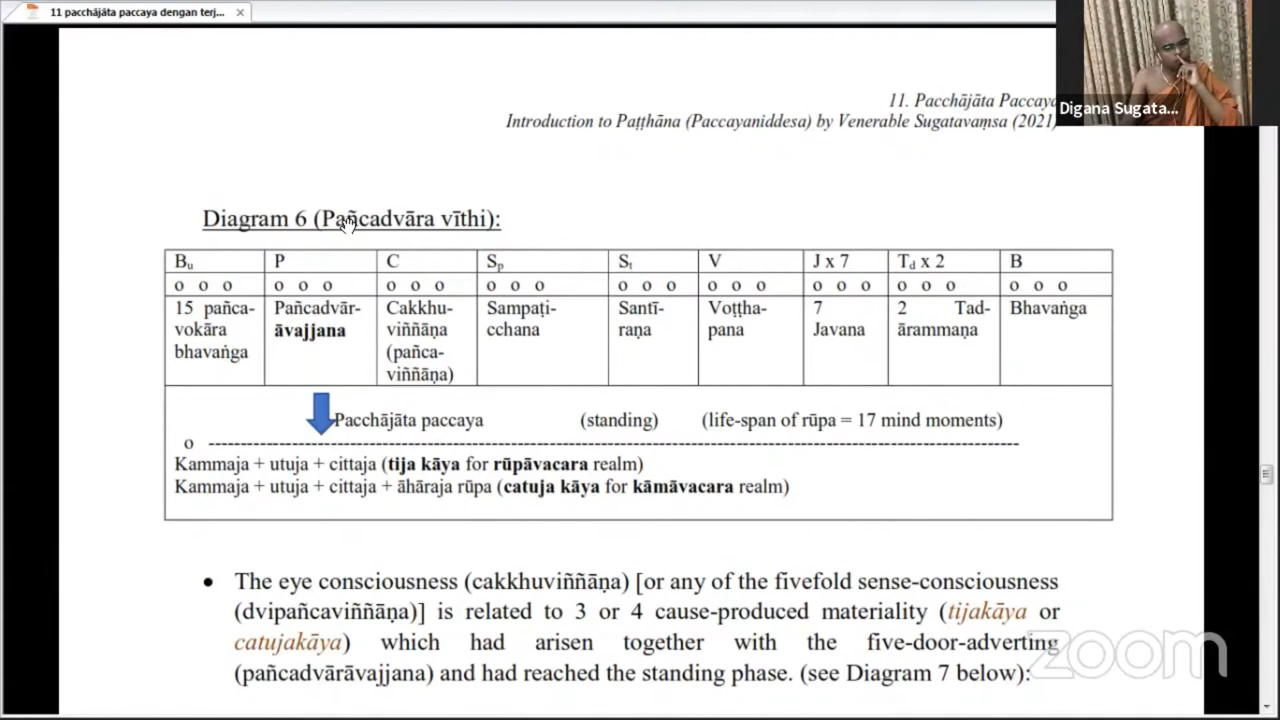 11 pacchājāta paccaya dengan terj...
11. Pacchājāta Paccaya
Introduction to Paṭṭhāna (Paccayaniddesa) by Venerable Sugatavaṃsa (2021)
Digana Sugata...
Diagram 6 (Pañcadvāra vīthi):
Bu P C Sp St V J x 7 Td x 2 B
o o o o o o o o o o o o o o o o o o o o o o o o o o o
15 pañca- Pañcadvār- Cakkhu- Sampaṭi- Santī- Voṭṭha- 7 2 Tad- Bhavaṅga
vokāra āvajjana viññāṇa cchana raṇa pana Javana ārammaṇa
bhavaṅga (pañca-
viññāṇa)
Pacchājāta paccaya (standing) (life-span of rūpa = 17 mind moments)
o ---------------------------------------------------------------------------------------------------------------------------
Kammaja + utuja + cittaja (tija kāya for rūpāvacara realm)
Kammaja + utuja + cittaja + āhāraja rūpa (catuja kāya for kāmāvacara realm)
• The eye consciousness (cakkhuviññāṇa) [or any of the fivefold sense-consciousness
(dvipañcaviññāṇa)] is related to 3 or 4 cause-produced materiality (tijakāya or
catujakāya) which had arisen together with the five-door-adverting
(pañcadvārāvajjana) and had reached the standing phase. (see Diagram 7 below):
zoom